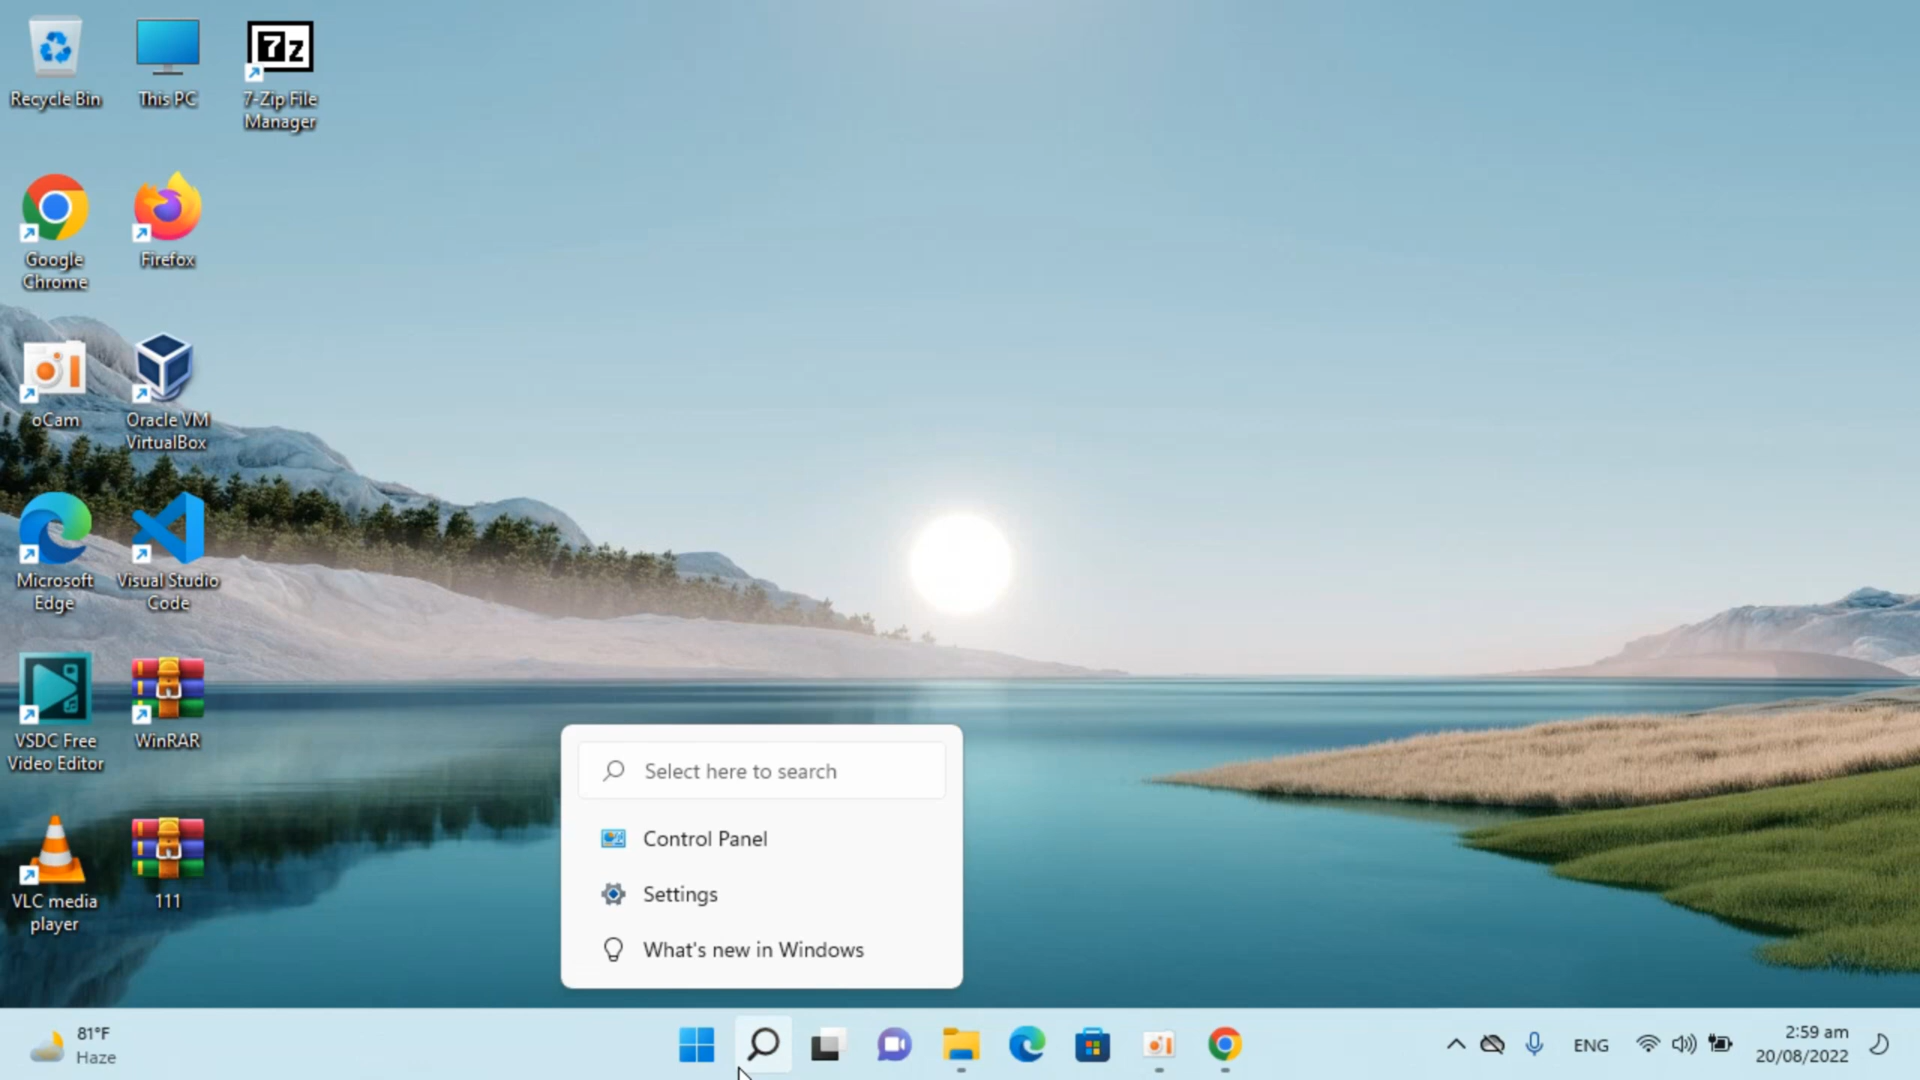 Recycle Bin
This PC
7z
7-Zip File
Manager
Google
Chrome
Firefox
oCam
Oracle VM
VirtualBox
Microsoft
Edge
Visual Studio
Code
VSDC Free
Video Editor
WinRAR
VLC media
player
111
Select here to search
Control Panel
Settings
What's new in Windows
81°F
Haze
ENG
2:59 am
20/08/2022